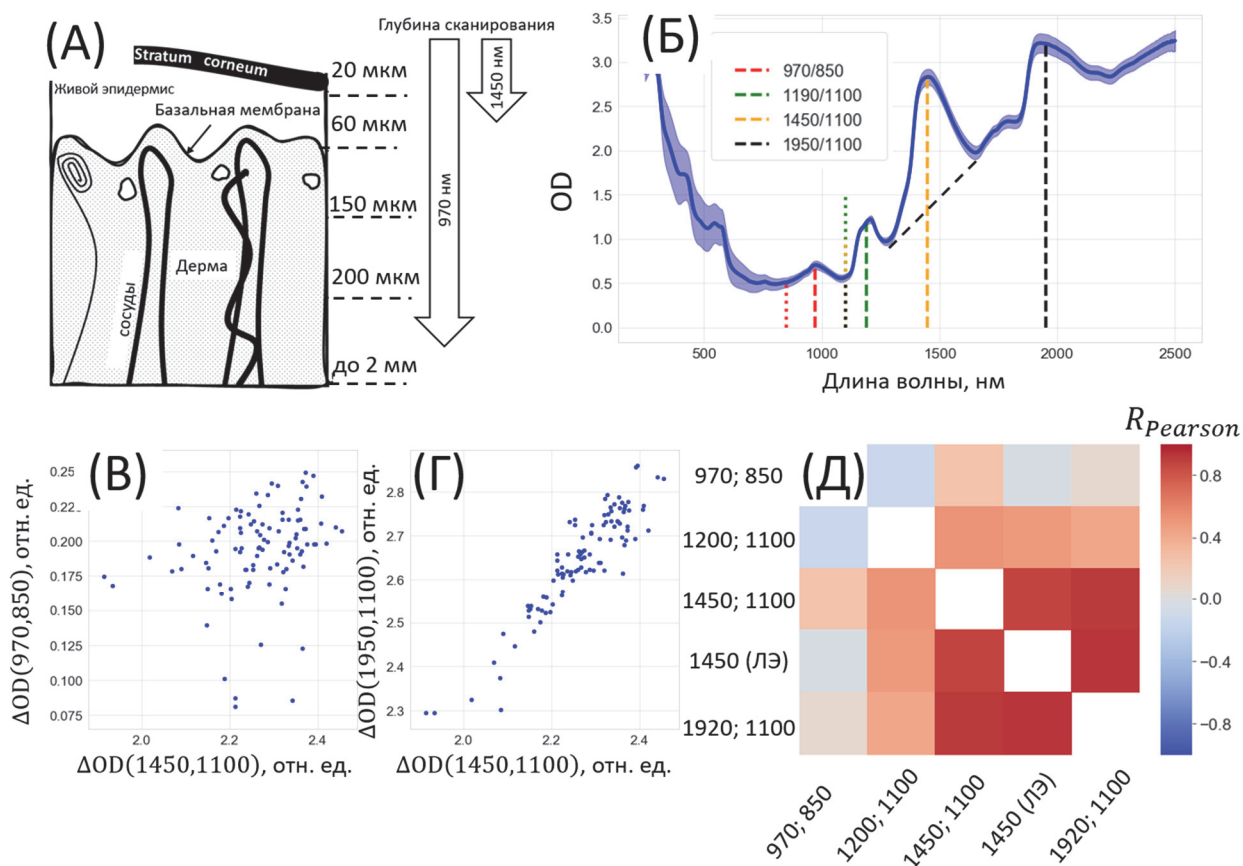 (А)
Stratum corneum
Живой эпидермис
Базальная мембрана
сосуды
Дерма
20 мкм
60 мкм
150 мкм
200 мкм
до 2 мм
Глубина сканирования
1450 нм
970 нм
(Б)
970/850
1190/1100
1450/1100
1950/1100
OD
3.5
3.0
2.5
2.0
1.5
1.0
0.5
0.0
500
1000
1500
2000
2500
Длина волны, нм
(В)
ΔOD(970,850), отн. ед.
0.25
0.22
0.200
0.175
0.150
0.125
0.100
0.075
2.0
2.2
2.4
ΔOD(1450,1100), отн. ед.
(Г)
ΔOD(1950,1100), отн. ед.
2.8
2.7
2.6
2.5
2.4
2.3
2.0
2.2
2.4
ΔOD(1450,1100), отн. ед.
(Д)
970; 850
1200; 1100
1450; 1100
1450 (ЛЭ)
1920; 1100
970; 850
1200; 1100
1450; 1100
1450 (ЛЭ)
1920; 1100
R_Pearson
0.8
0.4
0.0
−0.4
−0.8